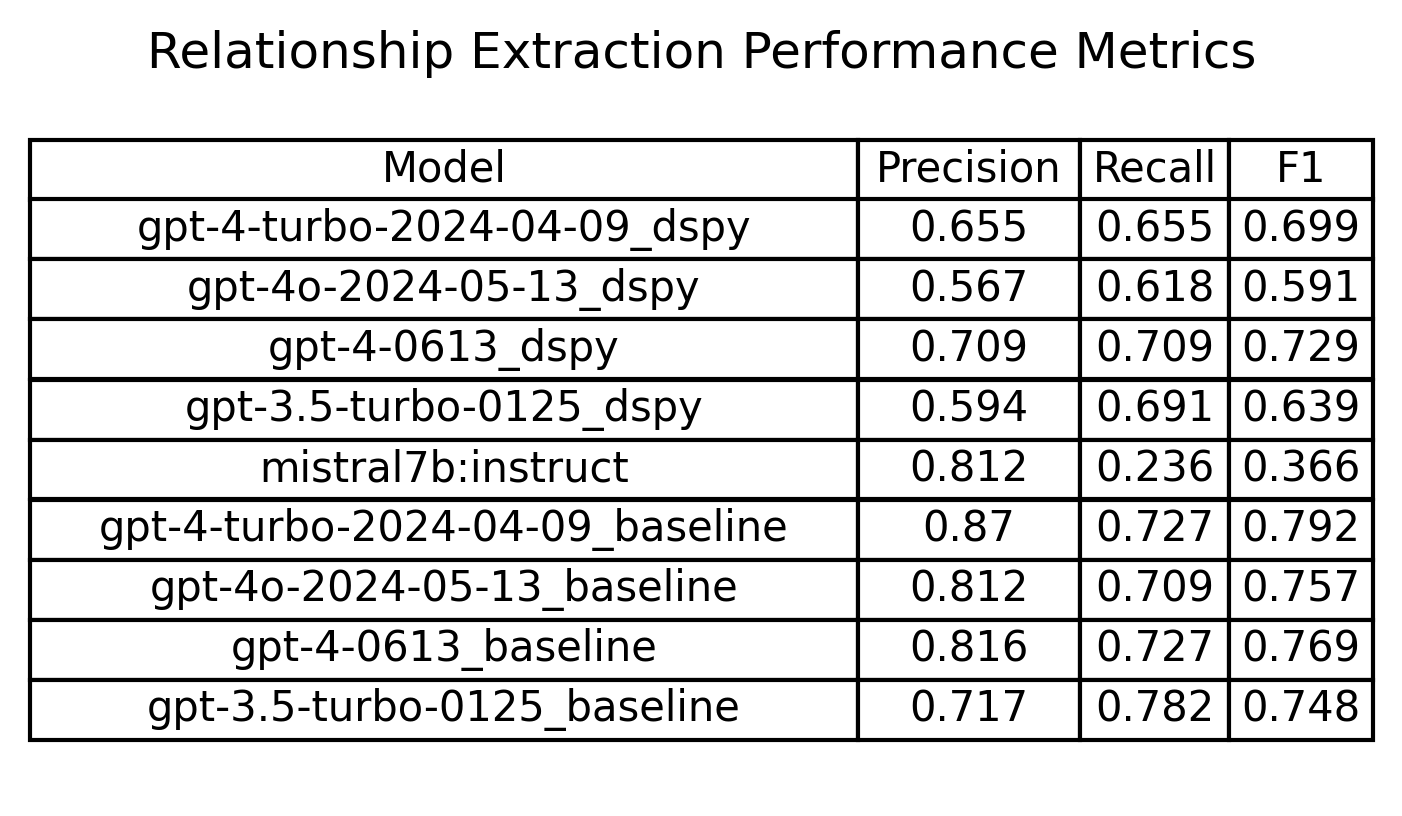 Relationship Extraction Performance Metrics
Model Precision Recall F1
gpt-4-turbo-2024-04-09_dspy 0.655 0.655 0.699
gpt-4o-2024-05-13_dspy 0.567 0.618 0.591
gpt-4-0613_dspy 0.709 0.709 0.729
gpt-3.5-turbo-0125_dspy 0.594 0.691 0.639
mistral7b:instruct 0.812 0.236 0.366
gpt-4-turbo-2024-04-09_baseline 0.87 0.727 0.792
gpt-4o-2024-05-13_baseline 0.812 0.709 0.757
gpt-4-0613_baseline 0.816 0.727 0.769
gpt-3.5-turbo-0125_baseline 0.717 0.782 0.748